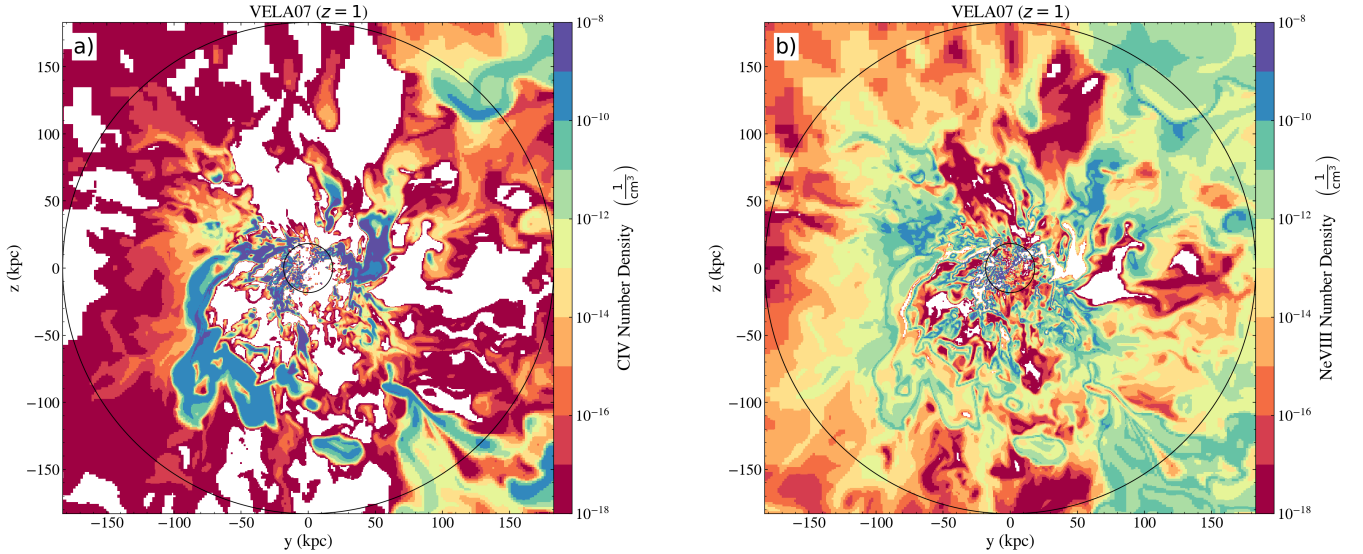 VELA07 (z = 1)
a)
150
100
50
0
−50
−100
−150
z (kpc)
−150 −100 −50 0 50 100 150
y (kpc)
10⁻⁸
10⁻¹⁰
10⁻¹²
10⁻¹⁴
10⁻¹⁶
10⁻¹⁸
CIV Number Density (1/cm³)
VELA07 (z = 1)
b)
150
100
50
0
−50
−100
−150
z (kpc)
−150 −100 −50 0 50 100 150
y (kpc)
10⁻⁸
10⁻¹⁰
10⁻¹²
10⁻¹⁴
10⁻¹⁶
10⁻¹⁸
NeVIII Number Density (1/cm³)